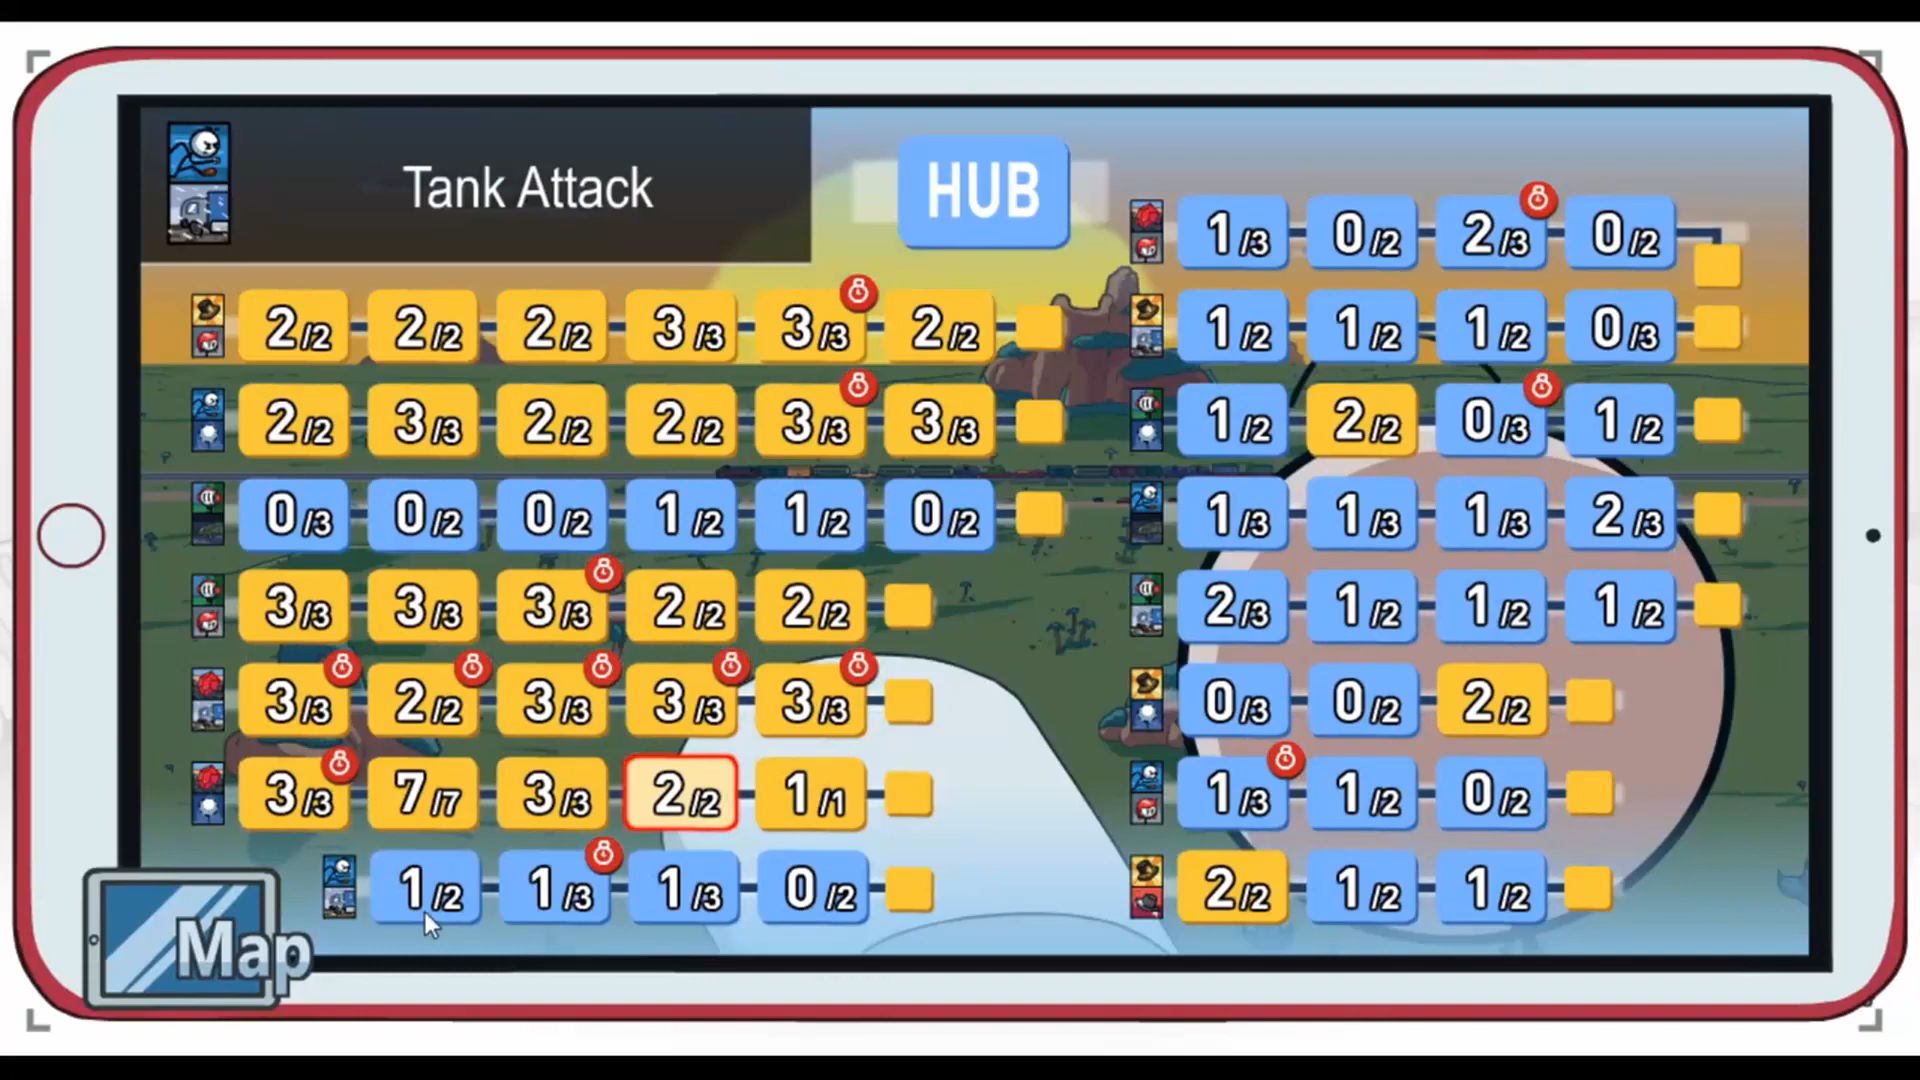 Tank Attack
HUB
1/3 0/2 2/3 0/2
2/2 2/2 2/2 3/3 3/3 2/2
1/2 1/2 1/2 0/3
2/2 3/3 2/2 2/2 3/3 3/3
1/2 2/2 0/3 1/2
0/3 0/2 0/2 1/2 1/2 0/2
1/3 1/3 1/3 2/3
3/3 3/3 3/3 2/2 2/2
2/3 1/2 1/2 1/2
3/3 2/2 3/3 3/3 3/3
0/3 0/2 2/2
3/3 7/7 3/3 2/2 1/1
1/3 1/2 0/2
1/2 1/3 1/3 0/2
2/2 1/2 1/2
Map